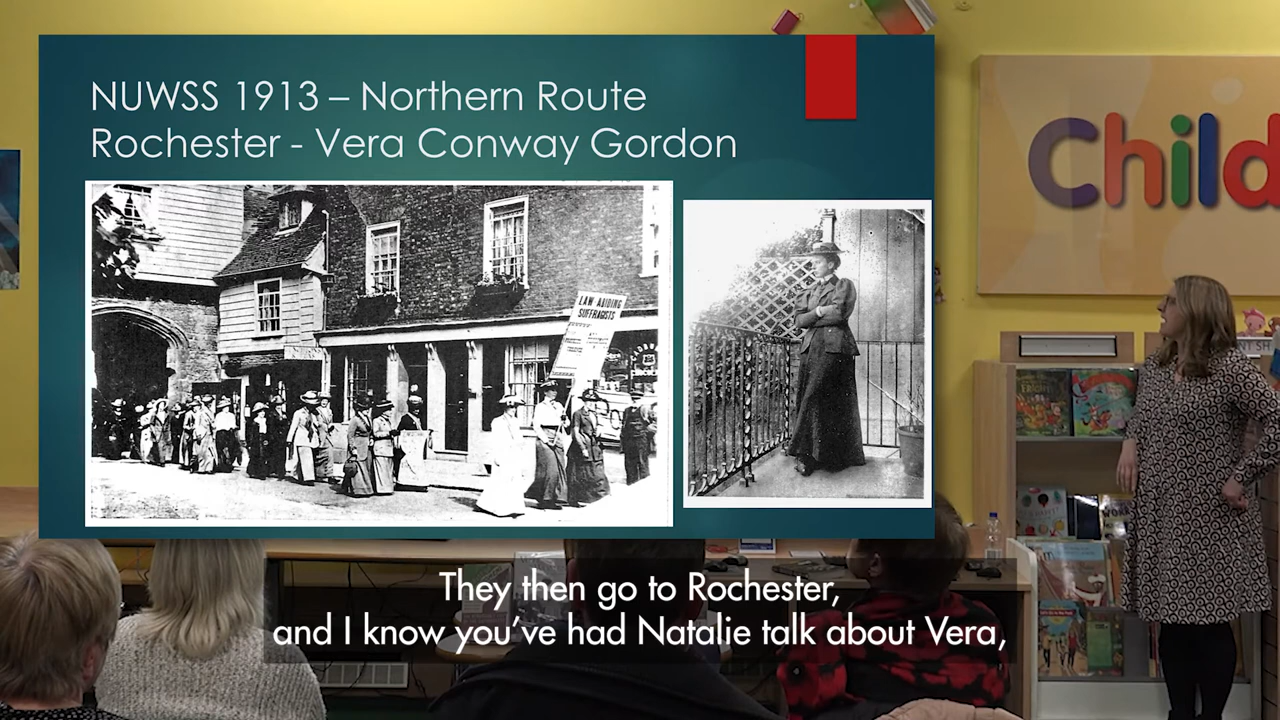 NUWSS 1913 – Northern Route
Rochester - Vera Conway Gordon
LAW-ABIDING
SUFFRAGISTS
Child
They then go to Rochester,
and I know you've had Natalie talk about Vera,